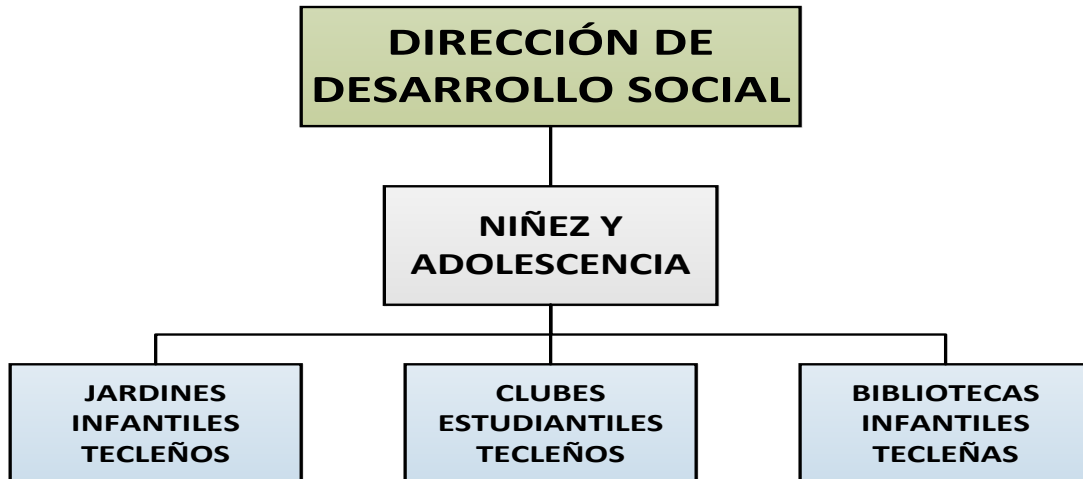 DIRECCIÓN DE
DESARROLLO SOCIAL
NIÑEZ Y
ADOLESCENCIA
JARDINES
INFANTILES
TECLEÑOS
CLUBES
ESTUDIANTILES
TECLEÑOS
BIBLIOTECAS
INFANTILES
TECLEÑAS